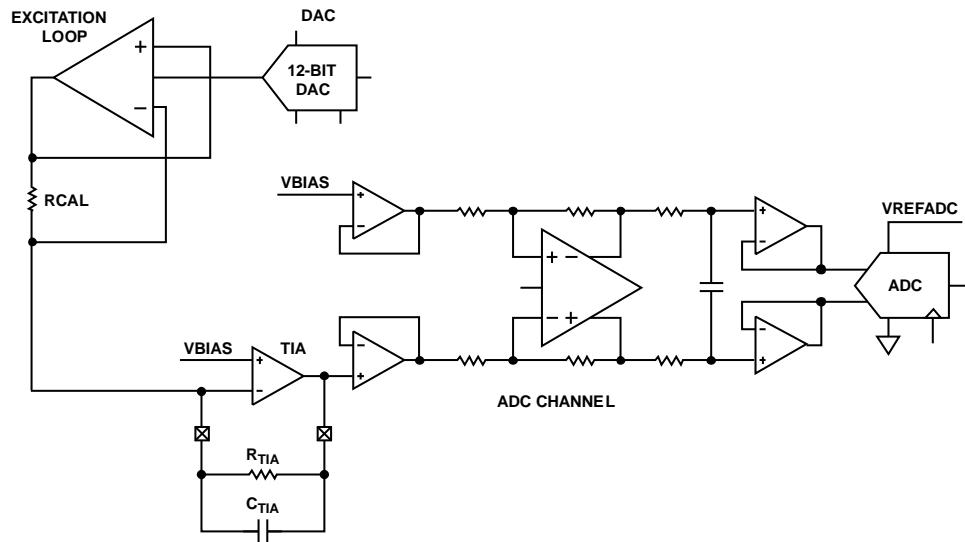 EXCITATION
LOOP
DAC
+
−
12-BIT
DAC
RCAL
VBIAS
+
−
+
−
VREFADC
+ −
ADC
− +
VBIAS
TIA
+
−
−
+
−
+
ADC CHANNEL
RTIA
CTIA